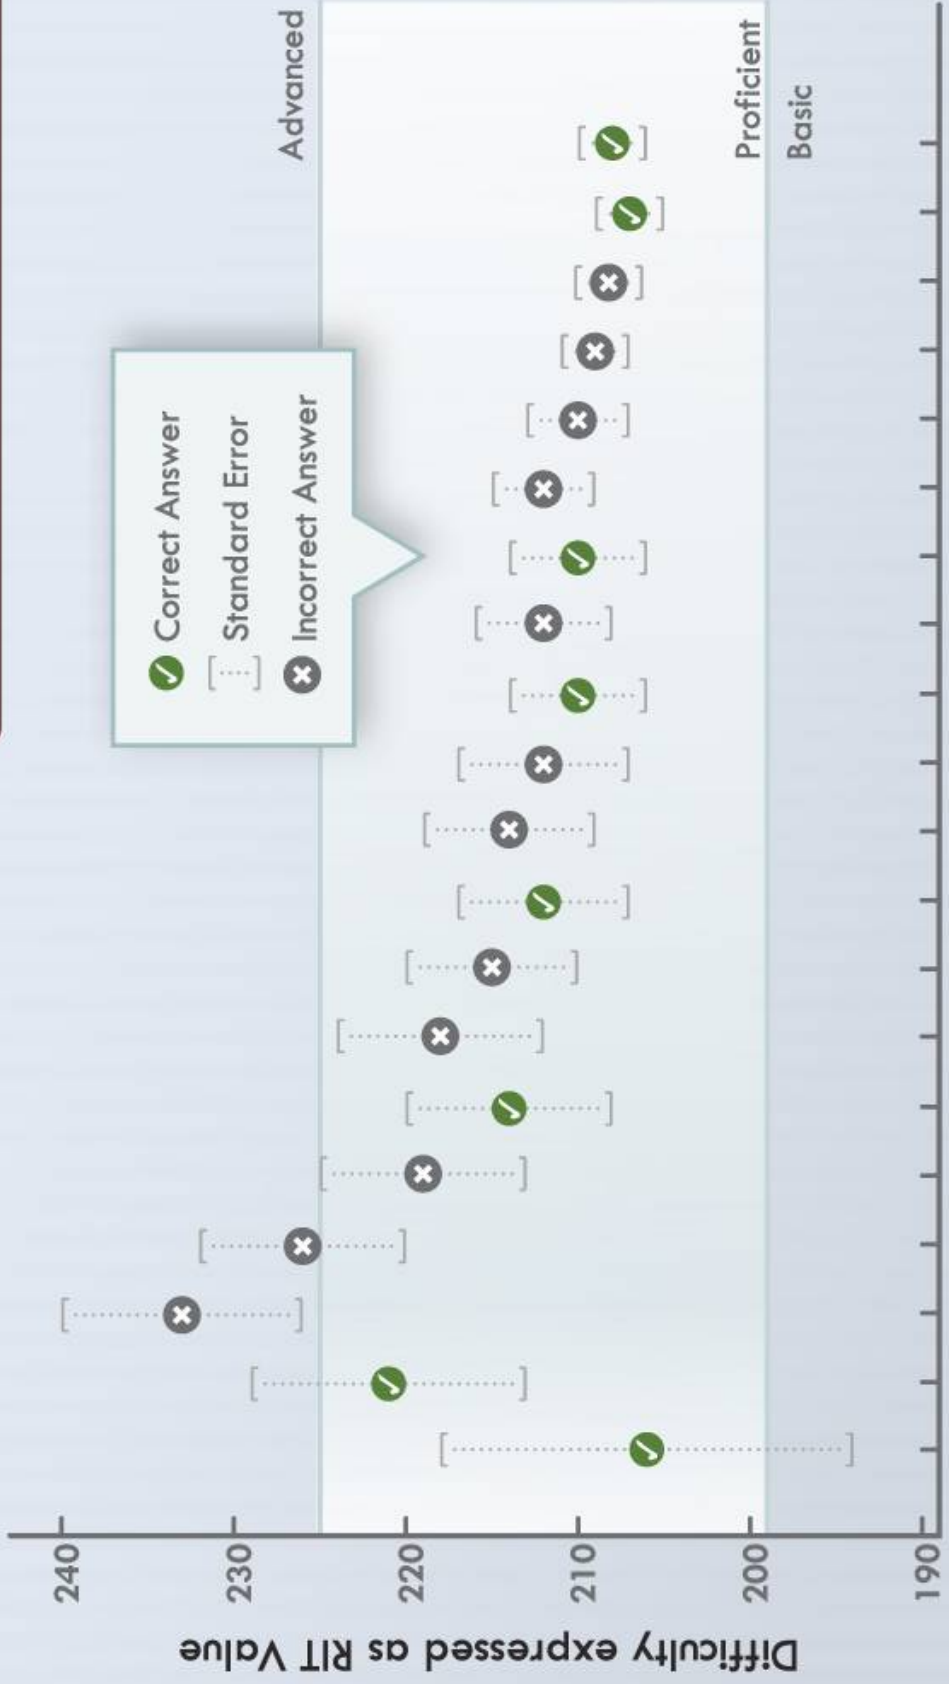 Advanced
Correct Answer
Standard Error
Incorrect Answer
Proficient
Basic
240
230
220
210
200
190
Difficulty expressed as RIT Value